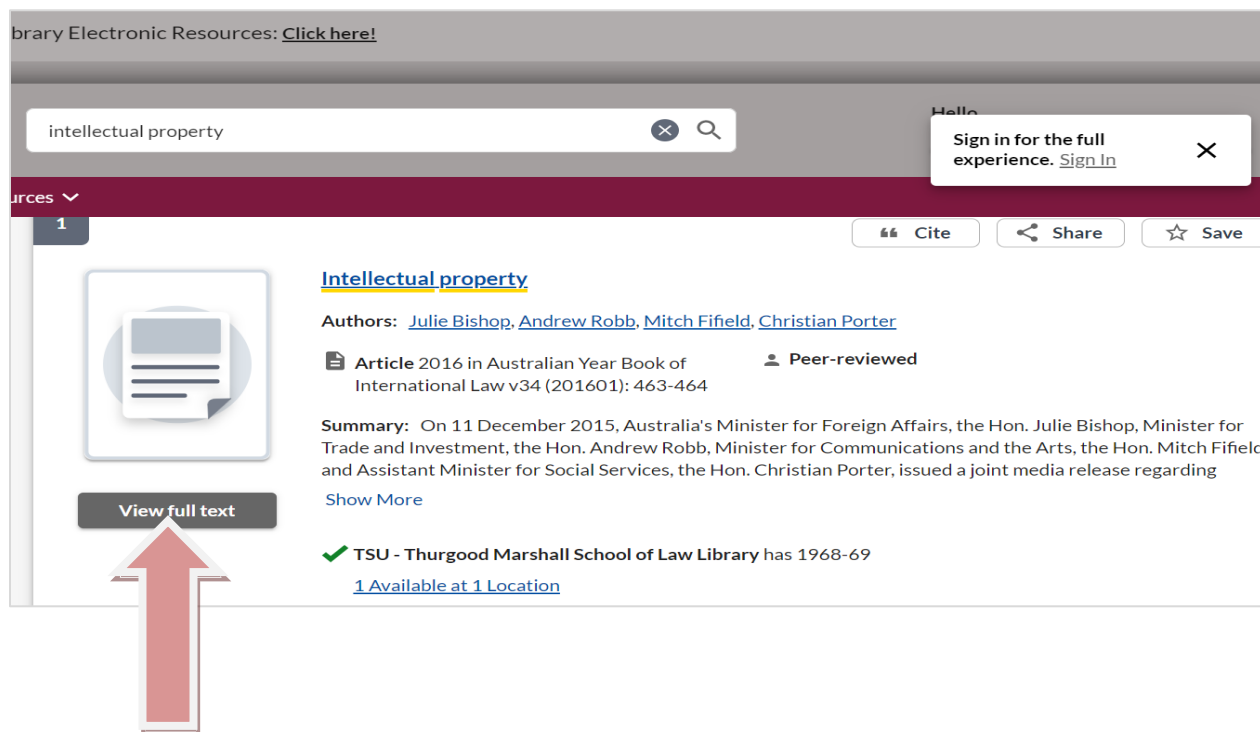 brary Electronic Resources: Click here!
intellectual property
Hello
Sign in for the full
experience. Sign In
urces
1
Cite
Share
Save
Intellectual property
Authors: Julie Bishop, Andrew Robb, Mitch Fifield, Christian Porter
Article 2016 in Australian Year Book of
International Law v34 (201601): 463-464
Peer-reviewed
Summary: On 11 December 2015, Australia's Minister for Foreign Affairs, the Hon. Julie Bishop, Minister for
Trade and Investment, the Hon. Andrew Robb, Minister for Communications and the Arts, the Hon. Mitch Fifield
and Assistant Minister for Social Services, the Hon. Christian Porter, issued a joint media release regarding
Show More
View full text
TSU - Thurgood Marshall School of Law Library has 1968-69
1 Available at 1 Location